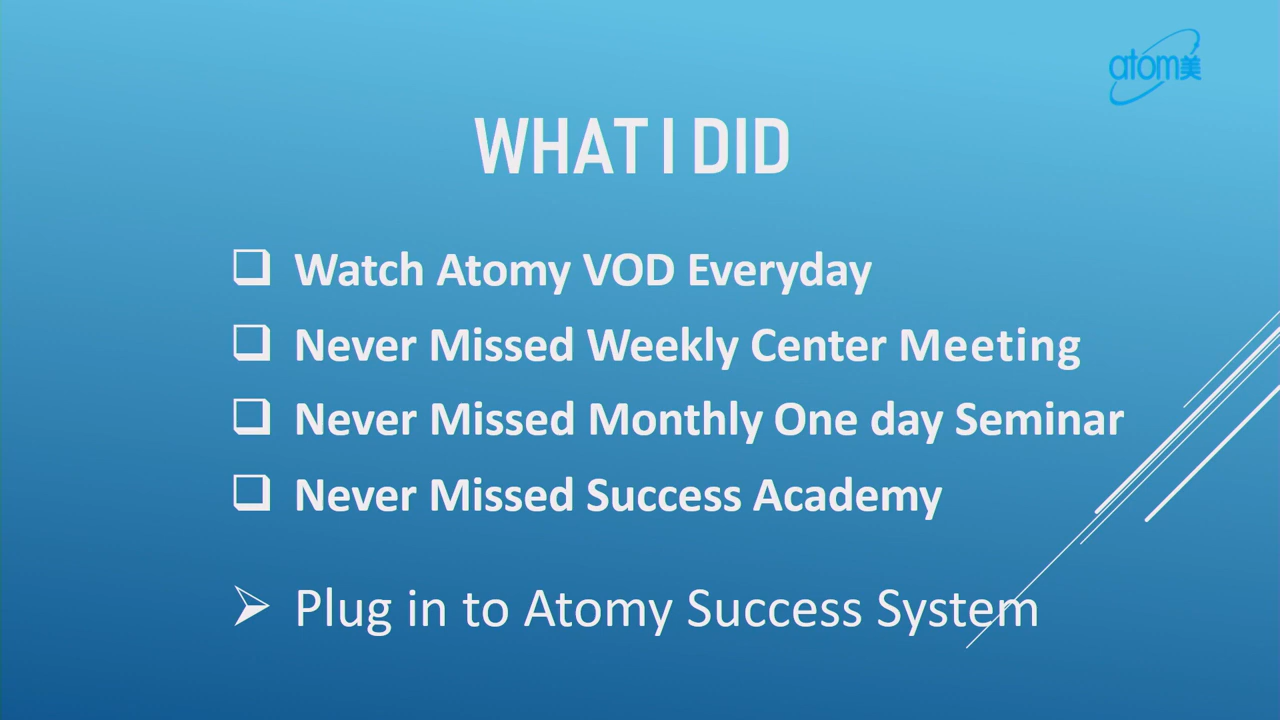 atom美
WHAT I DID
Watch Atomy VOD Everyday
Never Missed Weekly Center Meeting
Never Missed Monthly One day Seminar
Never Missed Success Academy
Plug in to Atomy Success System